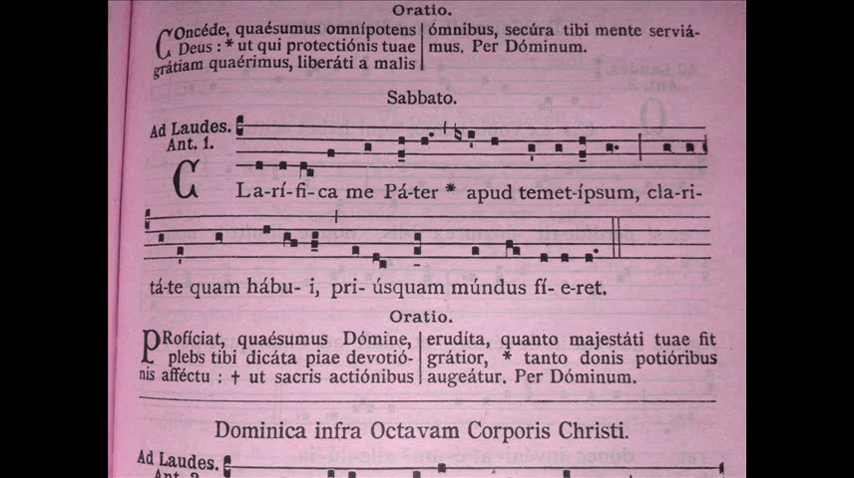 Oratio.
COncéde, quaésumus omnípotens
Deus : * ut qui protectiónis tuae
grátiam quaérimus, liberáti a malis
ómnibus, secúra tibi mente serviá-
mus. Per Dóminum.
Sabbato.
Ad Laudes.
Ant. 1.
CLa-rí-fi-ca me Pá-ter * apud temet-ípsum, cla-ri-
tá-te quam hábu- i, pri- úsquam múndus fí- e-ret.
Oratio.
PRofíciat, quaésumus Dómine,
plebs tibi dicáta piae devotió-
nis afféctu : † ut sacris actiónibus
erudíta, quanto majestáti tuae fit
grátior, * tanto donis potióribus
augeátur. Per Dóminum.
Dominica infra Octavam Corporis Christi.
Ad Laudes.